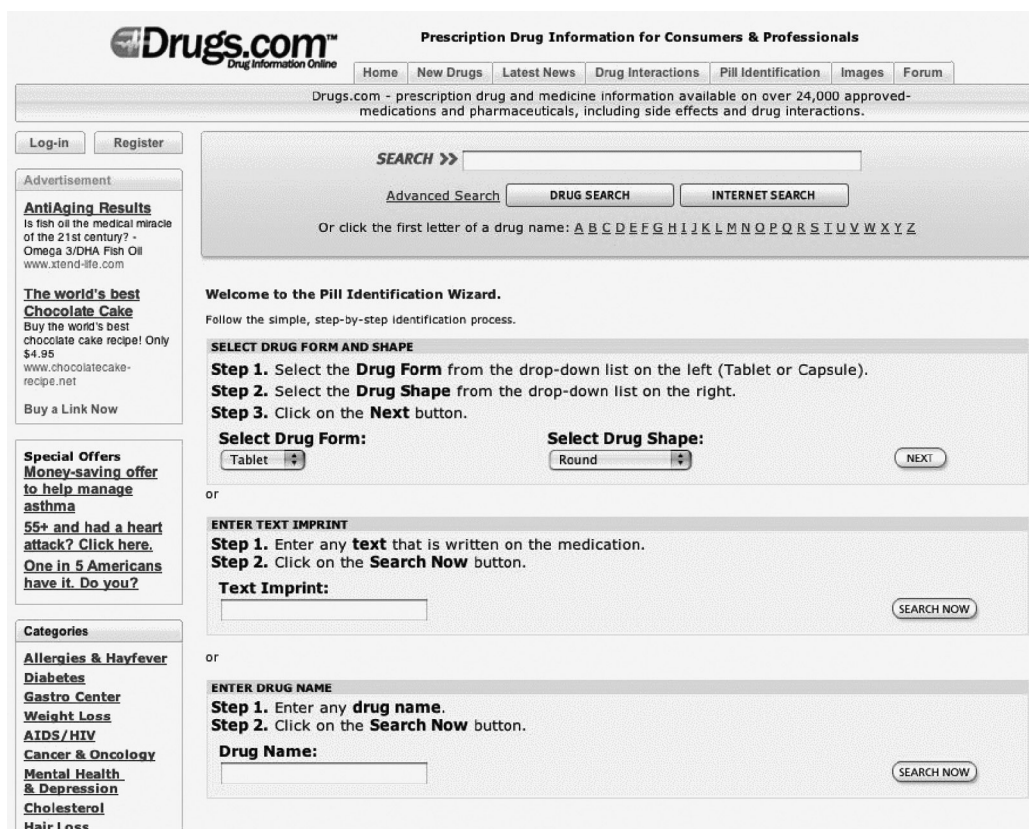 Drugs.com™
Drug Information Online
Prescription Drug Information for Consumers & Professionals
Home
New Drugs
Latest News
Drug Interactions
Pill Identification
Images
Forum
Drugs.com - prescription drug and medicine information available on over 24,000 approved-
medications and pharmaceuticals, including side effects and drug interactions.
Log-in
Register
Advertisement
AntiAging Results
Is fish oil the medical miracle
of the 21st century? -
Omega 3/DHA Fish Oil
www.xtend-life.com
The world's best
Chocolate Cake
Buy the world's best
chocolate cake recipe! Only
$4.95
www.chocolatecake-
recipe.net
Buy a Link Now
Special Offers
Money-saving offer
to help manage
asthma
55+ and had a heart
attack? Click here.
One in 5 Americans
have it. Do you?
Categories
Allergies & Hayfever
Diabetes
Gastro Center
Weight Loss
AIDS/HIV
Cancer & Oncology
Mental Health
& Depression
Cholesterol
Hair Loss
SEARCH >>
Advanced Search
DRUG SEARCH
INTERNET SEARCH
Or click the first letter of a drug name: A B C D E F G H I J K L M N O P Q R S T U V W X Y Z
Welcome to the Pill Identification Wizard.
Follow the simple, step-by-step identification process.
SELECT DRUG FORM AND SHAPE
Step 1. Select the Drug Form from the drop-down list on the left (Tablet or Capsule).
Step 2. Select the Drug Shape from the drop-down list on the right.
Step 3. Click on the Next button.
Select Drug Form:
Select Drug Shape:
Tablet
Round
NEXT
or
ENTER TEXT IMPRINT
Step 1. Enter any text that is written on the medication.
Step 2. Click on the Search Now button.
Text Imprint:
SEARCH NOW
or
ENTER DRUG NAME
Step 1. Enter any drug name.
Step 2. Click on the Search Now button.
Drug Name:
SEARCH NOW